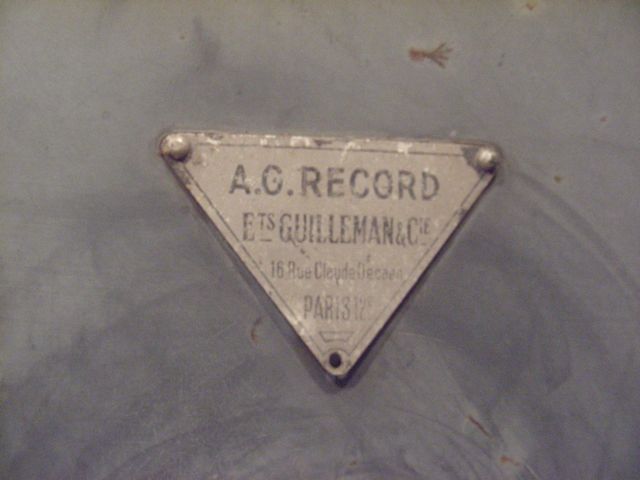 A.G. RECORD
ETS GUILLEMAN & CIE
16 Rue Claude Decaen
PARIS 12e